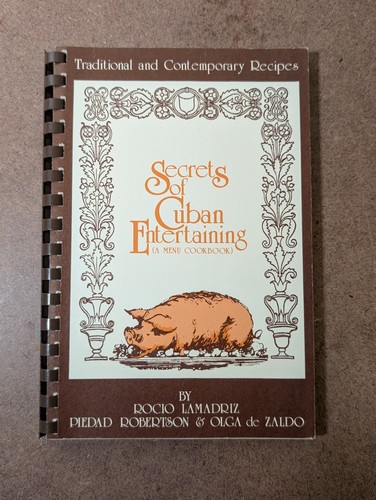 Traditional and Contemporary Recipes
Secrets
of
Cuban
Entertaining
(A MENU COOKBOOK)
BY
ROCIO LAMADRIZ
PIEDAD ROBERTSON & OLGA de ZALDO